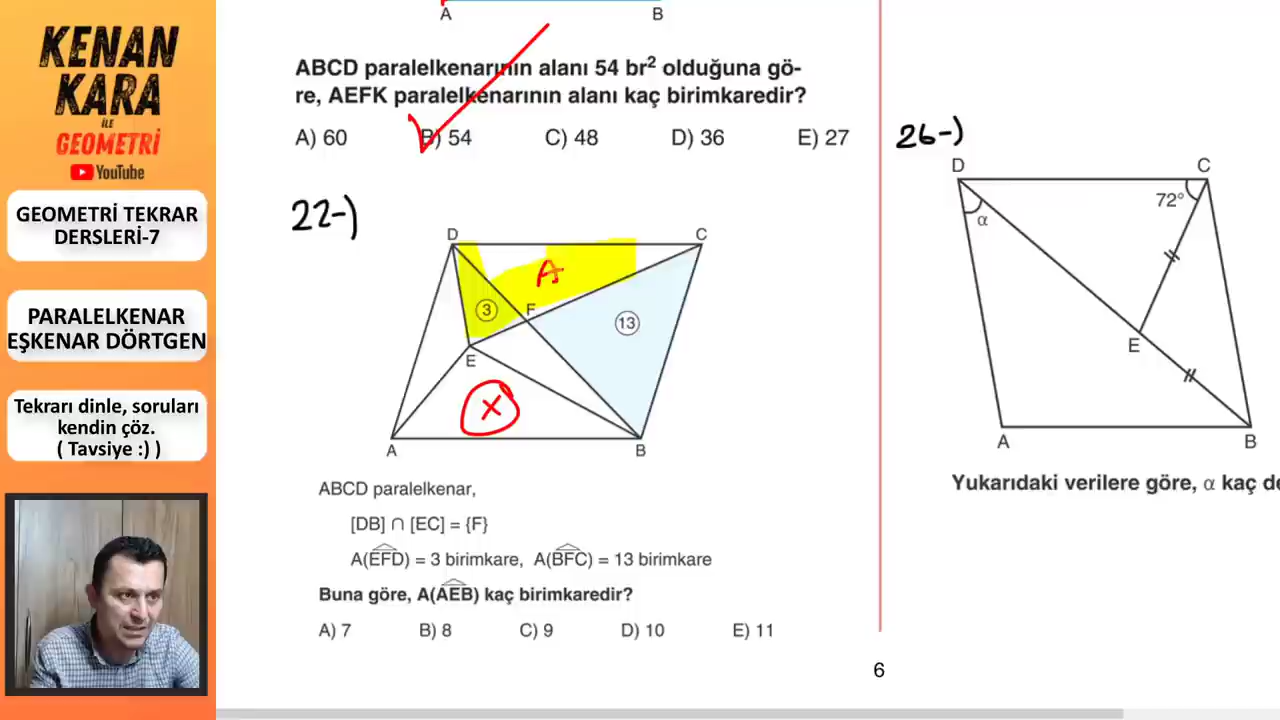 KENAN
KARA
İLE
GEOMETRİ
YouTube
GEOMETRİ TEKRAR
DERSLERİ-7
PARALELKENAR
EŞKENAR DÖRTGEN
Tekrarı dinle, soruları
kendin çöz.
( Tavsiye :) )
A
B
ABCD paralelkenarının alanı 54 br² olduğuna gö-
re, AEFK paralelkenarının alanı kaç birimkaredir?
A) 60 B) 54 C) 48 D) 36 E) 27
22-)
D
C
A
3
F
13
E
X
A
B
ABCD paralelkenar,
[DB] ∩ [EC] = {F}
A(EFD) = 3 birimkare, A(BFC) = 13 birimkare
Buna göre, A(AEB) kaç birimkaredir?
A) 7 B) 8 C) 9 D) 10 E) 11
6
26-)
D
C
72°
α
E
A
B
Yukarıdaki verilere göre, α kaç de